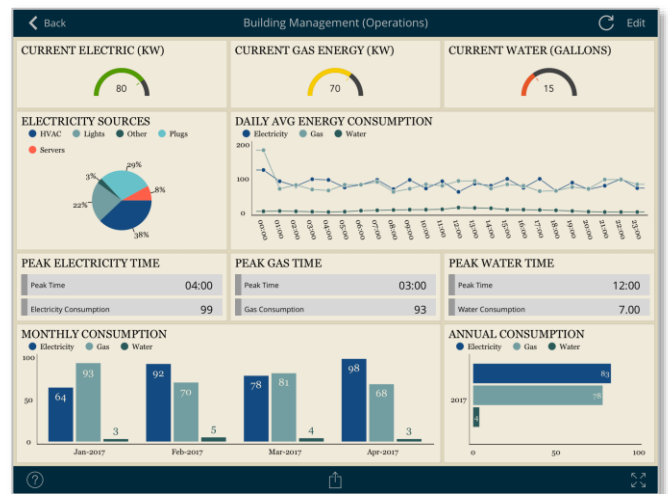 Back
Building Management (Operations)
Edit
CURRENT ELECTRIC (KW)
80
CURRENT GAS ENERGY (KW)
70
CURRENT WATER (GALLONS)
15
ELECTRICITY SOURCES
HVAC Lights Other Plugs
Servers
29%
3%
8%
22%
38%
DAILY AVG ENERGY CONSUMPTION
Electricity Gas Water
200
100
0
00:00 01:00 02:00 03:00 04:00 05:00 06:00 07:00 08:00 09:00 10:00 11:00 12:00 13:00 14:00 15:00 16:00 17:00 18:00 19:00 20:00 21:00 22:00 23:00
PEAK ELECTRICITY TIME
Peak Time 04:00
Electricity Consumption 99
PEAK GAS TIME
Peak Time 03:00
Gas Consumption 93
PEAK WATER TIME
Peak Time 12:00
Water Consumption 7.00
MONTHLY CONSUMPTION
Electricity Gas Water
100
50
0
64 93 3
92 70 5
78 81 4
98 68 3
Jan-2017 Feb-2017 Mar-2017 Apr-2017
ANNUAL CONSUMPTION
Electricity Gas Water
83
2017 78
4
0 50 100
?